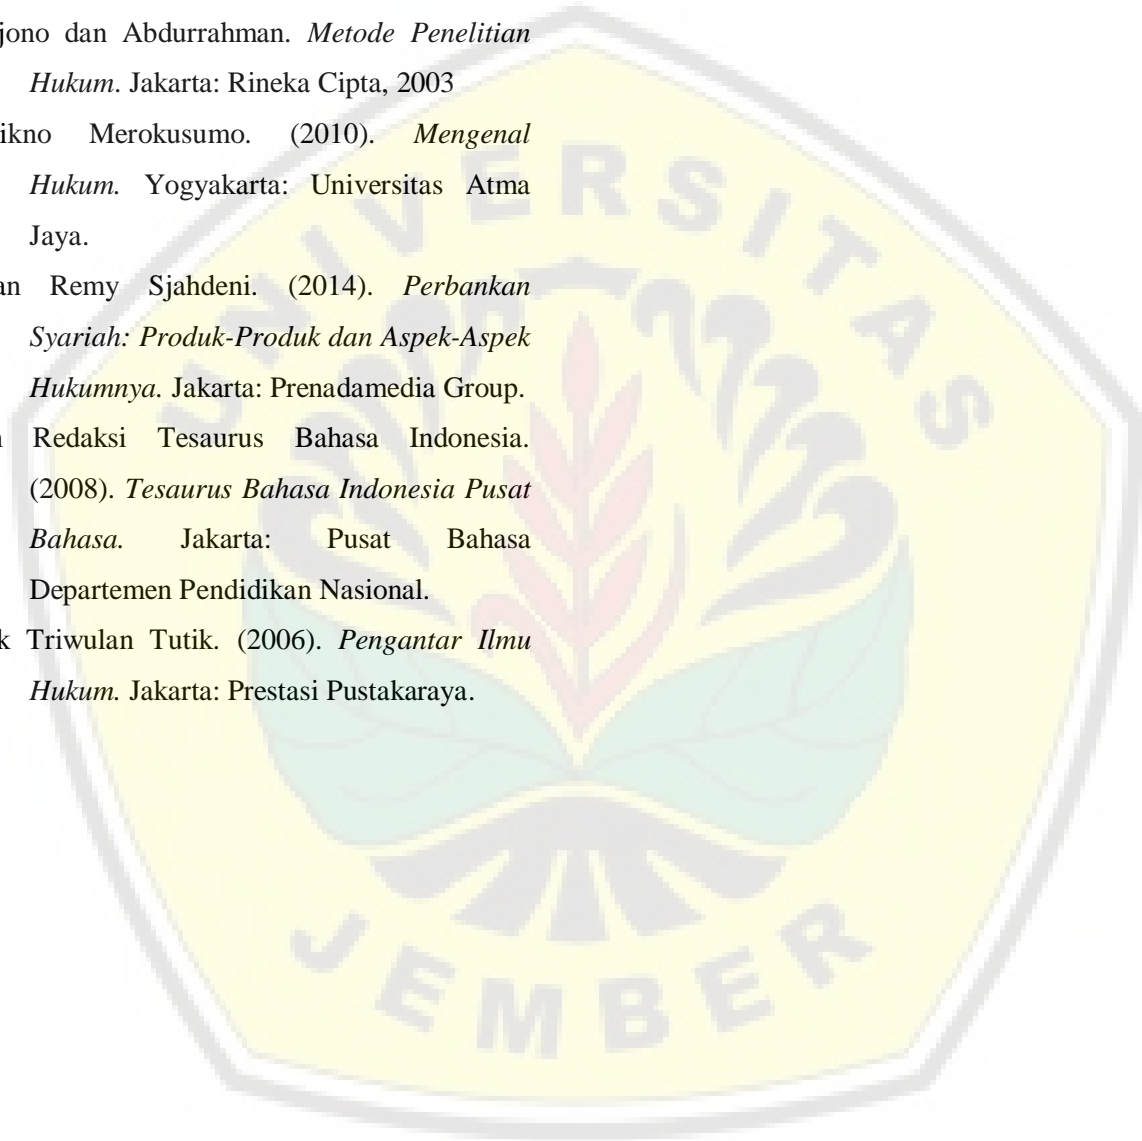 jono dan Abdurrahman. Metode Penelitian
Hukum. Jakarta: Rineka Cipta, 2003
ikno Merokusumo. (2010). Mengenal
Hukum. Yogyakarta: Universitas Atma
Jaya.
an Remy Sjahdeni. (2014). Perbankan
Syariah: Produk-Produk dan Aspek-Aspek
Hukumnya. Jakarta: Prenadamedia Group.
Redaksi Tesaurus Bahasa Indonesia.
(2008). Tesaurus Bahasa Indonesia Pusat
Bahasa. Jakarta: Pusat Bahasa
Departemen Pendidikan Nasional.
k Triwulan Tutik. (2006). Pengantar Ilmu
Hukum. Jakarta: Prestasi Pustakaraya.
UNIVERSITAS
JEMBER